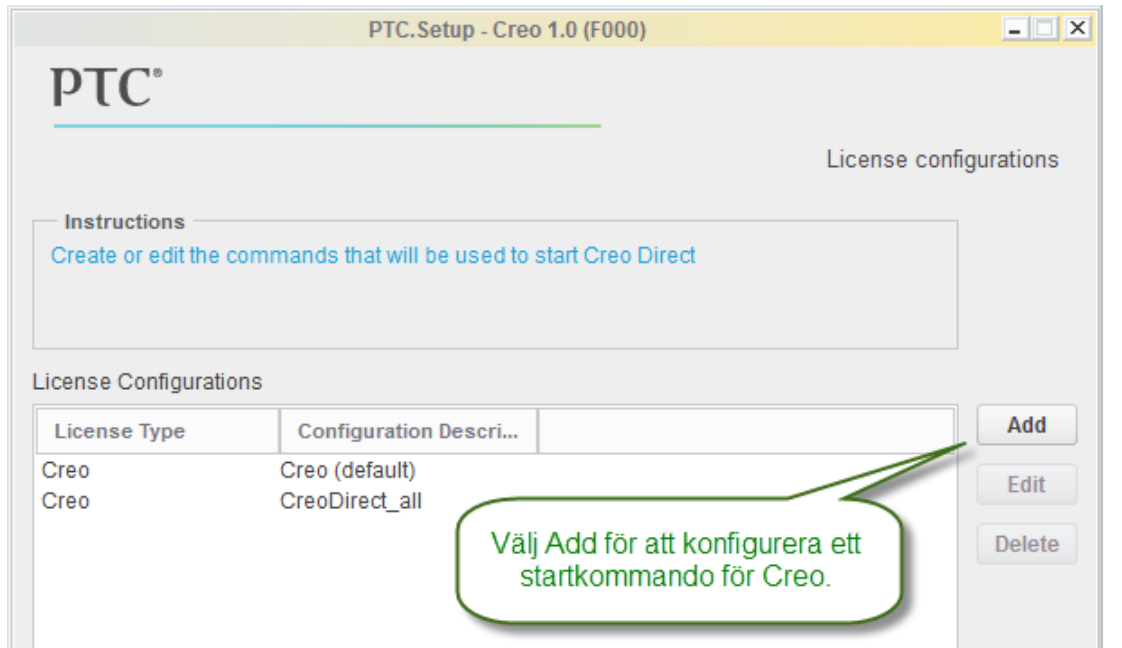 PTC.Setup - Creo 1.0 (F000)
PTC®
License configurations
Instructions
Create or edit the commands that will be used to start Creo Direct
License Configurations
License Type Configuration Descri...
Add
Creo Creo (default)
Creo CreoDirect_all
Edit
Delete
Välj Add för att konfigurera ett
startkommando för Creo.